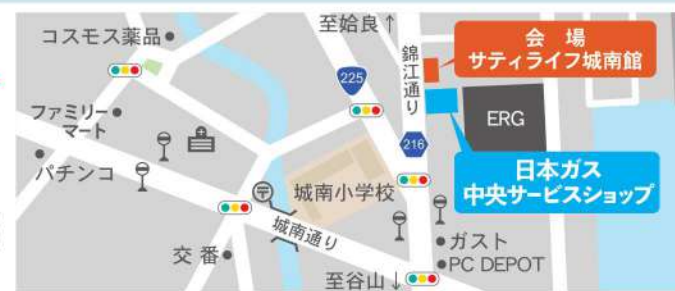 コスモス薬品
至姶良↑
会場
サティライフ城南館
錦江通り
225
ファミリー
マート
ERG
216
パチンコ
日本ガス
中央サービスショップ
〒
城南小学校
城南通り
ガスト
交番
PC DEPOT
至谷山↓